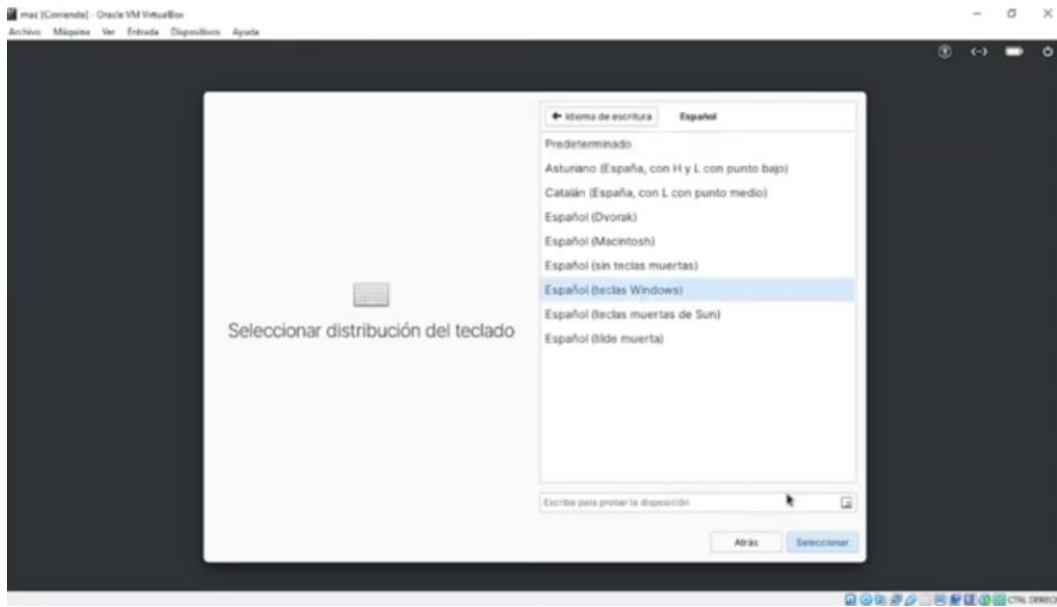 mac [Corriendo] - Oracle VM VirtualBox
Archivo Máquina Ver Entrada Dispositivos Ayuda
Idioma de escritura
Español
Predeterminado
Asturiano (España, con H y L con punto bajo)
Catalán (España, con L con punto medio)
Español (Dvorak)
Español (Macintosh)
Español (sin teclas muertas)
Español (teclas Windows)
Español (teclas muertas de Sun)
Español (tilde muerta)
Seleccionar distribución del teclado
Escriba para probar la disposición
Atrás
Seleccionar
CTRL DERECH